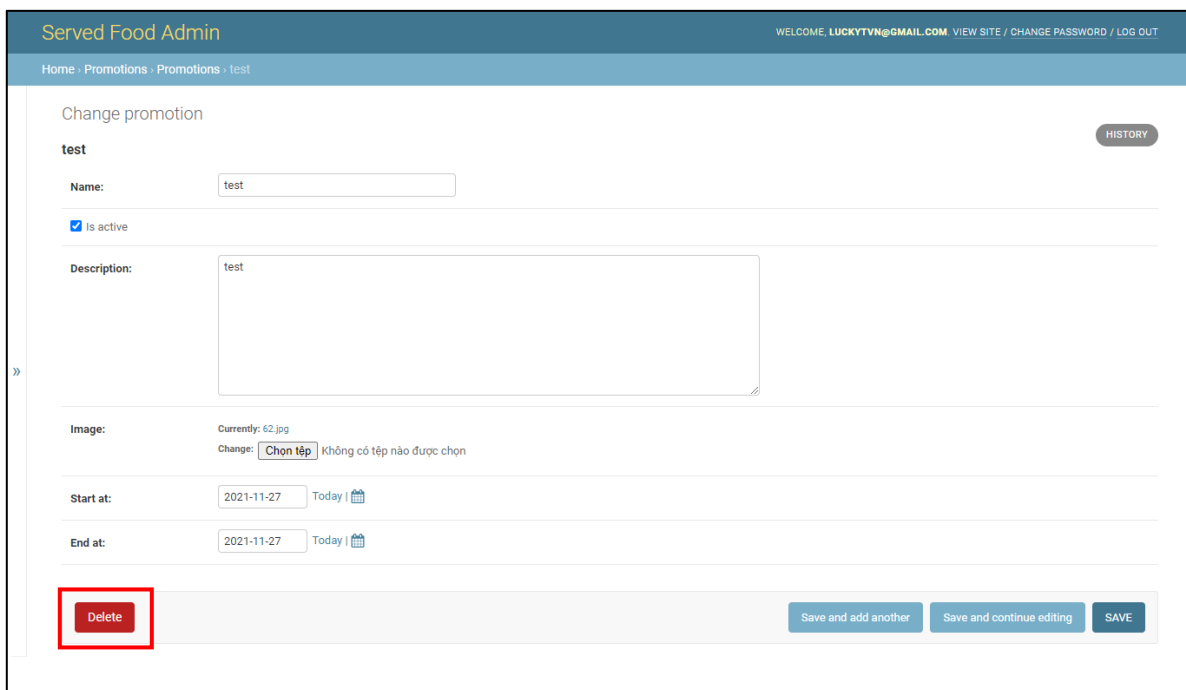 Served Food Admin
WELCOME, LUCKYTVN@GMAIL.COM. VIEW SITE / CHANGE PASSWORD / LOG OUT
Home › Promotions › Promotions › test
Change promotion
HISTORY
test
Name: test
Is active
Description: test
»
Image: Currently: 62.jpg
Change: Chọn tệp Không có tệp nào được chọn
Start at: 2021-11-27 Today |
End at: 2021-11-27 Today |
Delete Save and add another Save and continue editing SAVE